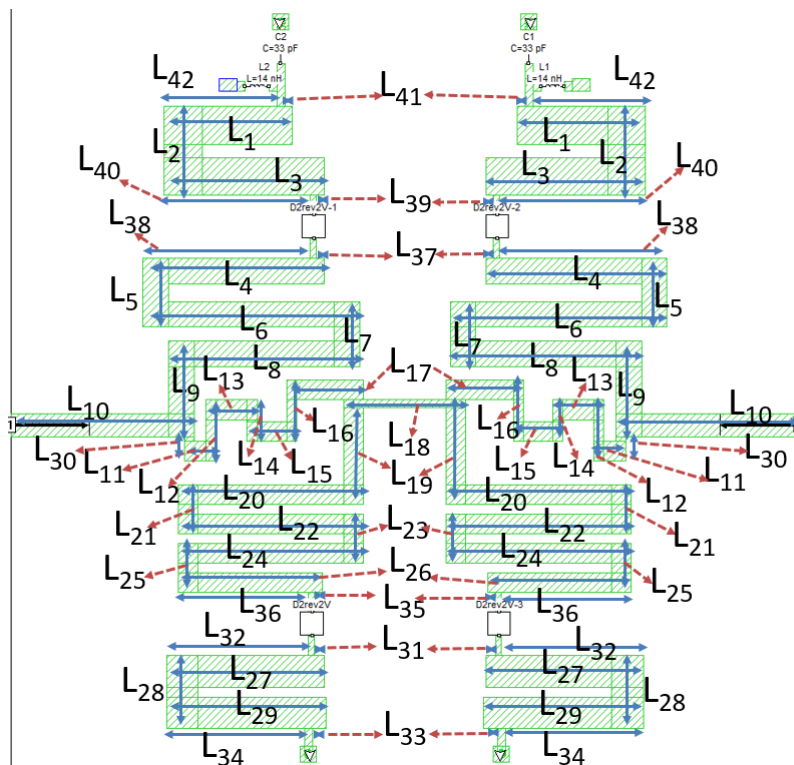 C2
C=33 pF
C1
C=33 pF
L2
L=14 nH
L1
L=14 nH
L42
L42
L41
L1
L1
L2
L2
L3
L3
L40
L40
L39
D2rev2V-1
D2rev2V-2
L38
L38
L37
L4
L4
L5
L5
L6
L6
L7
L7
L8
L8
L9
L9
L17
L13
L13
L10
L10
1
L16
L16
L18
L30
L30
L14
L15
L15
L14
L11
L11
L12
L12
L19
L20
L20
L21
L21
L22
L23
L22
L24
L24
L25
L25
L26
L36
L36
L35
D2rev2V
D2rev2V-3
L32
L32
L31
L27
L27
L28
L28
L29
L29
L33
L34
L34